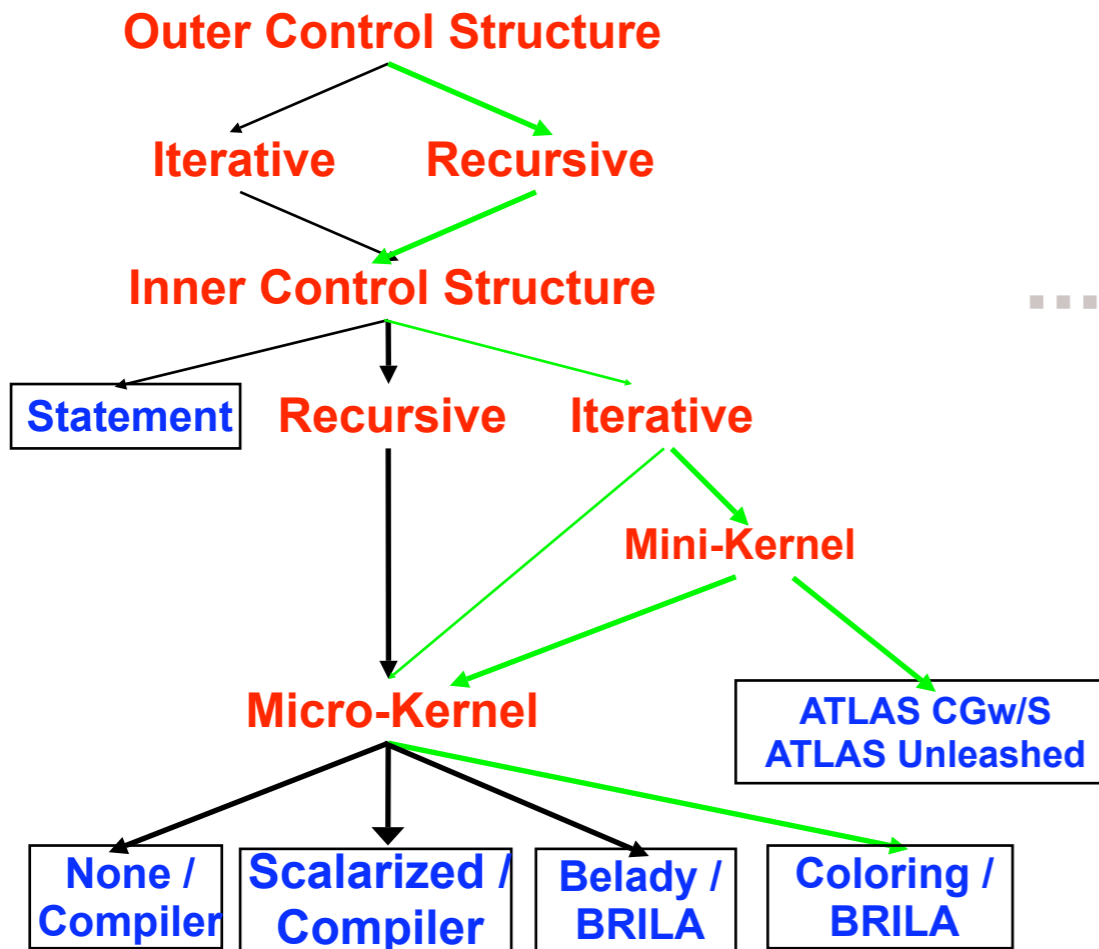 Outer Control Structure
Iterative
Recursive
Inner Control Structure
...
Statement
Recursive
Iterative
Mini-Kernel
Micro-Kernel
ATLAS CGw/S
ATLAS Unleashed
None /
Compiler
Scalarized /
Compiler
Belady /
BRILA
Coloring /
BRILA